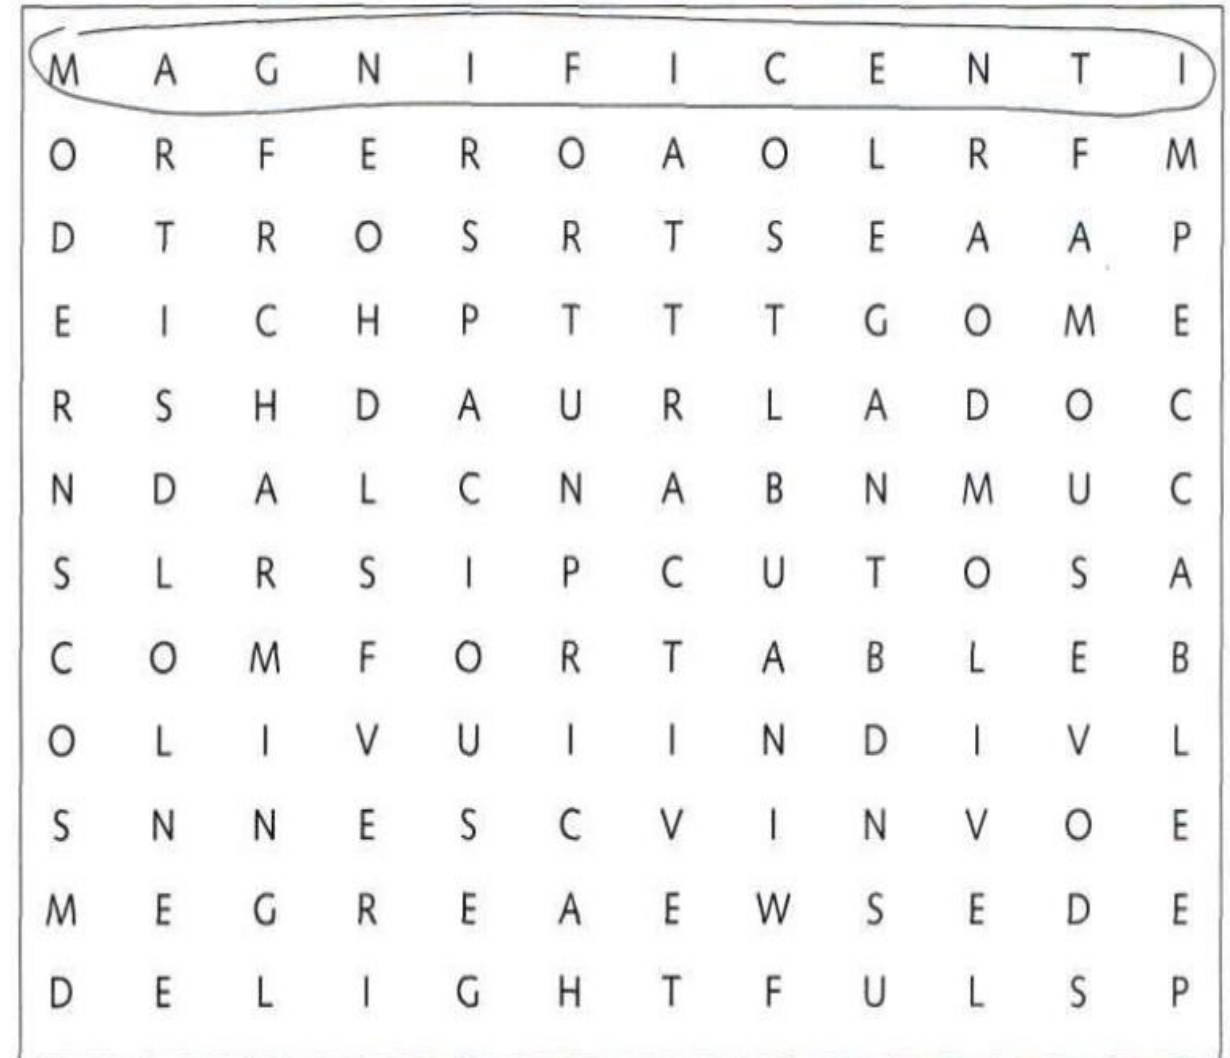 M A G N I F I C E N T I
O R F E R O A O L R F M
D T R O S R T S E A A P
E I C H P T T T G O M E
R S H D A U R L A D O C
N D A L C N A B N M U C
S L R S I P C U T O S A
C O M F O R T A B L E B
O L I V U I I N D I V L
S N N E S C V I N V O E
M E G R E A E W S E D E
D E L I G H T F U L S P